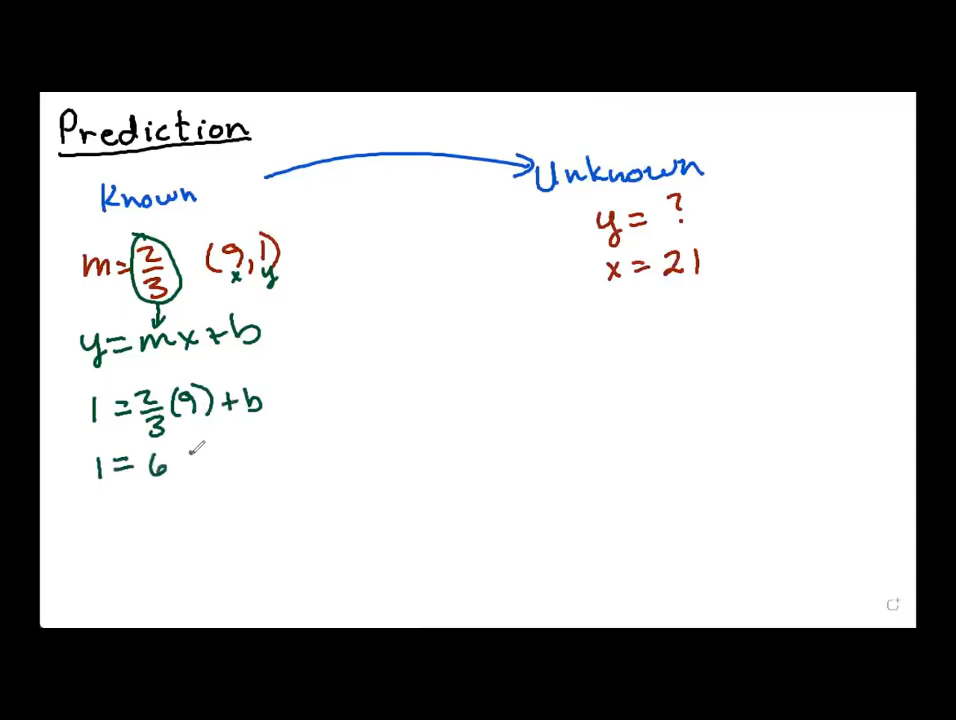 Prediction
Known
Unknown
m = 2/3 (9,1)
x y
y = ?
x = 21
y = mx + b
1 = 2/3 (9) + b
1 = 6